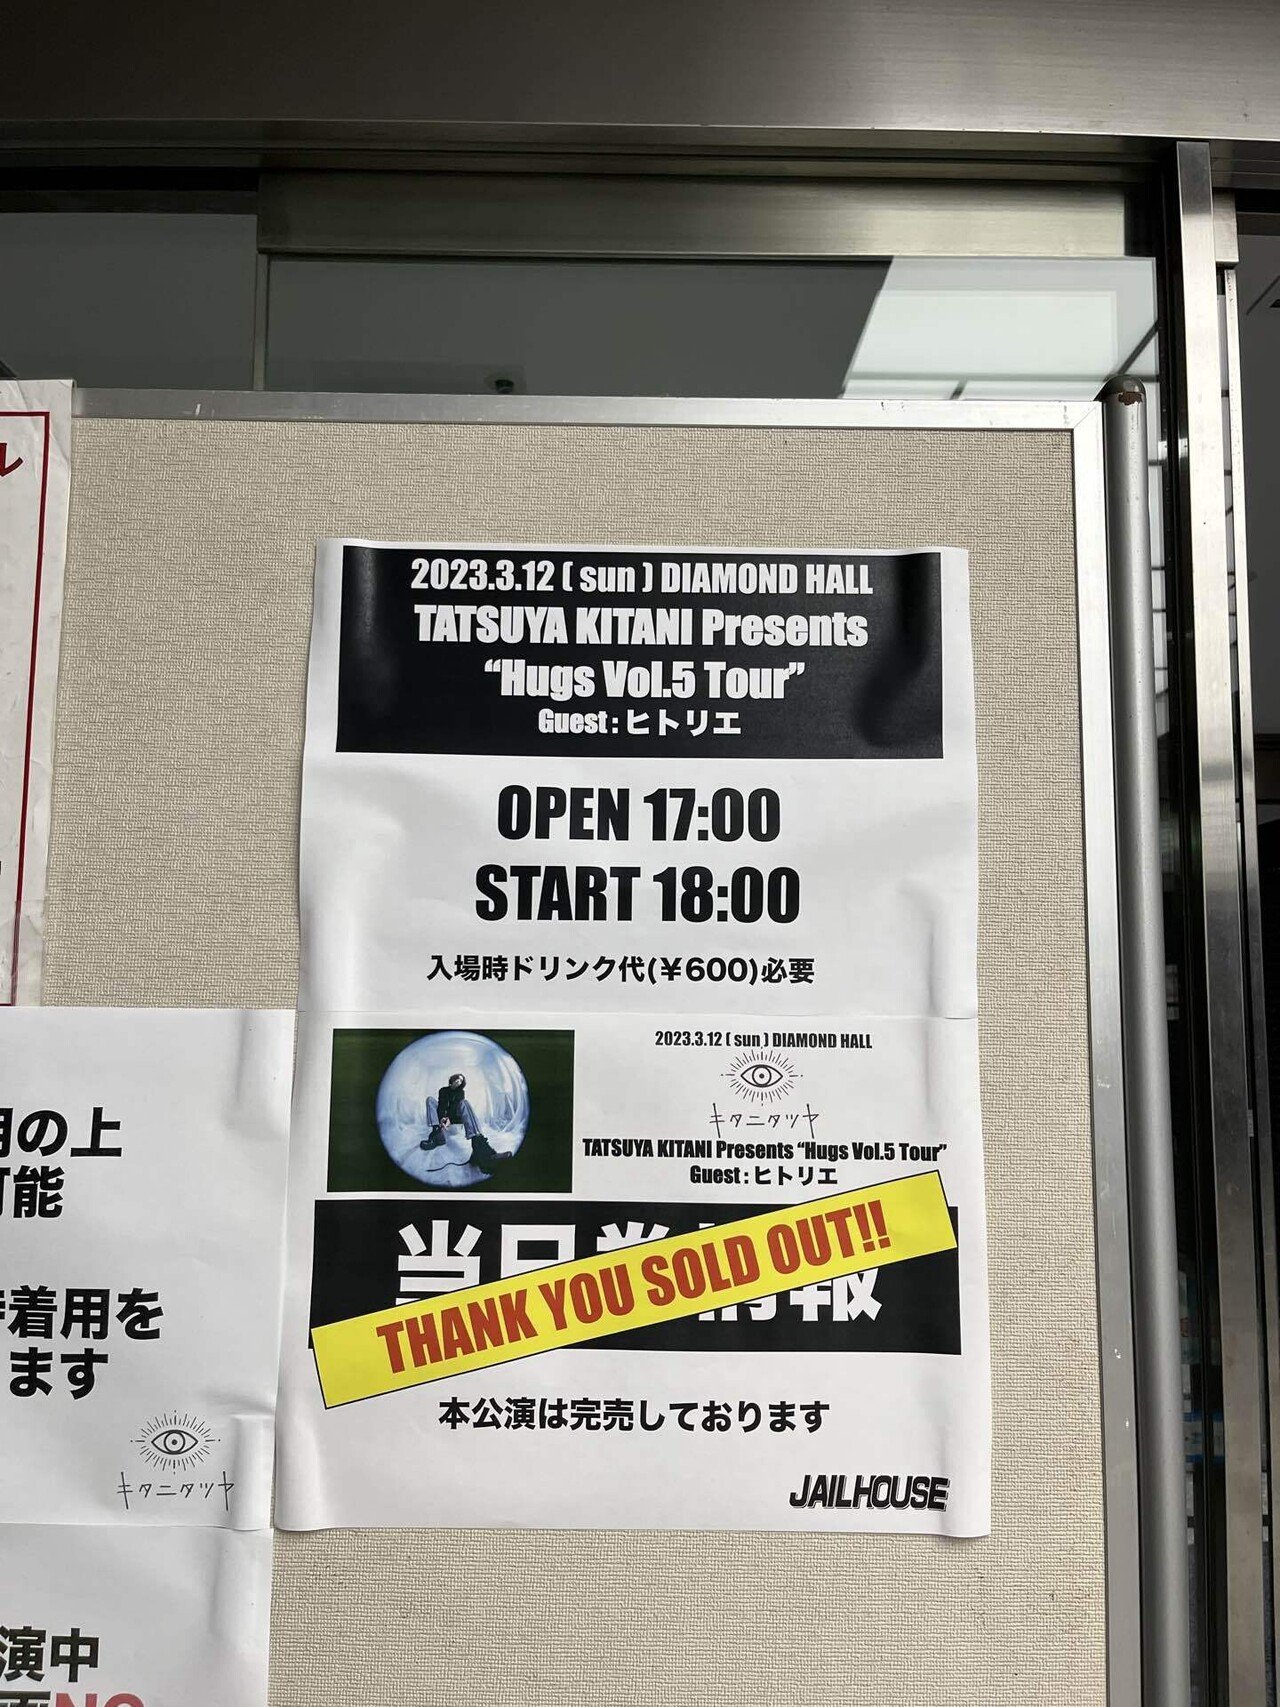 2023.3.12 ( sun ) DIAMOND HALL
TATSUYA KITANI Presents
“Hugs Vol.5 Tour”
Guest : ヒトリエ
OPEN 17:00
START 18:00
入場時ドリンク代(￥600)必要
2023.3.12 ( sun ) DIAMOND HALL
キタニタツヤ
TATSUYA KITANI Presents “Hugs Vol.5 Tour”
Guest : ヒトリエ
THANK YOU SOLD OUT!!
本公演は完売しております
JAILHOUSE
ル
用の上
可能
着用を
ます
キタニタツヤ
演中
NG